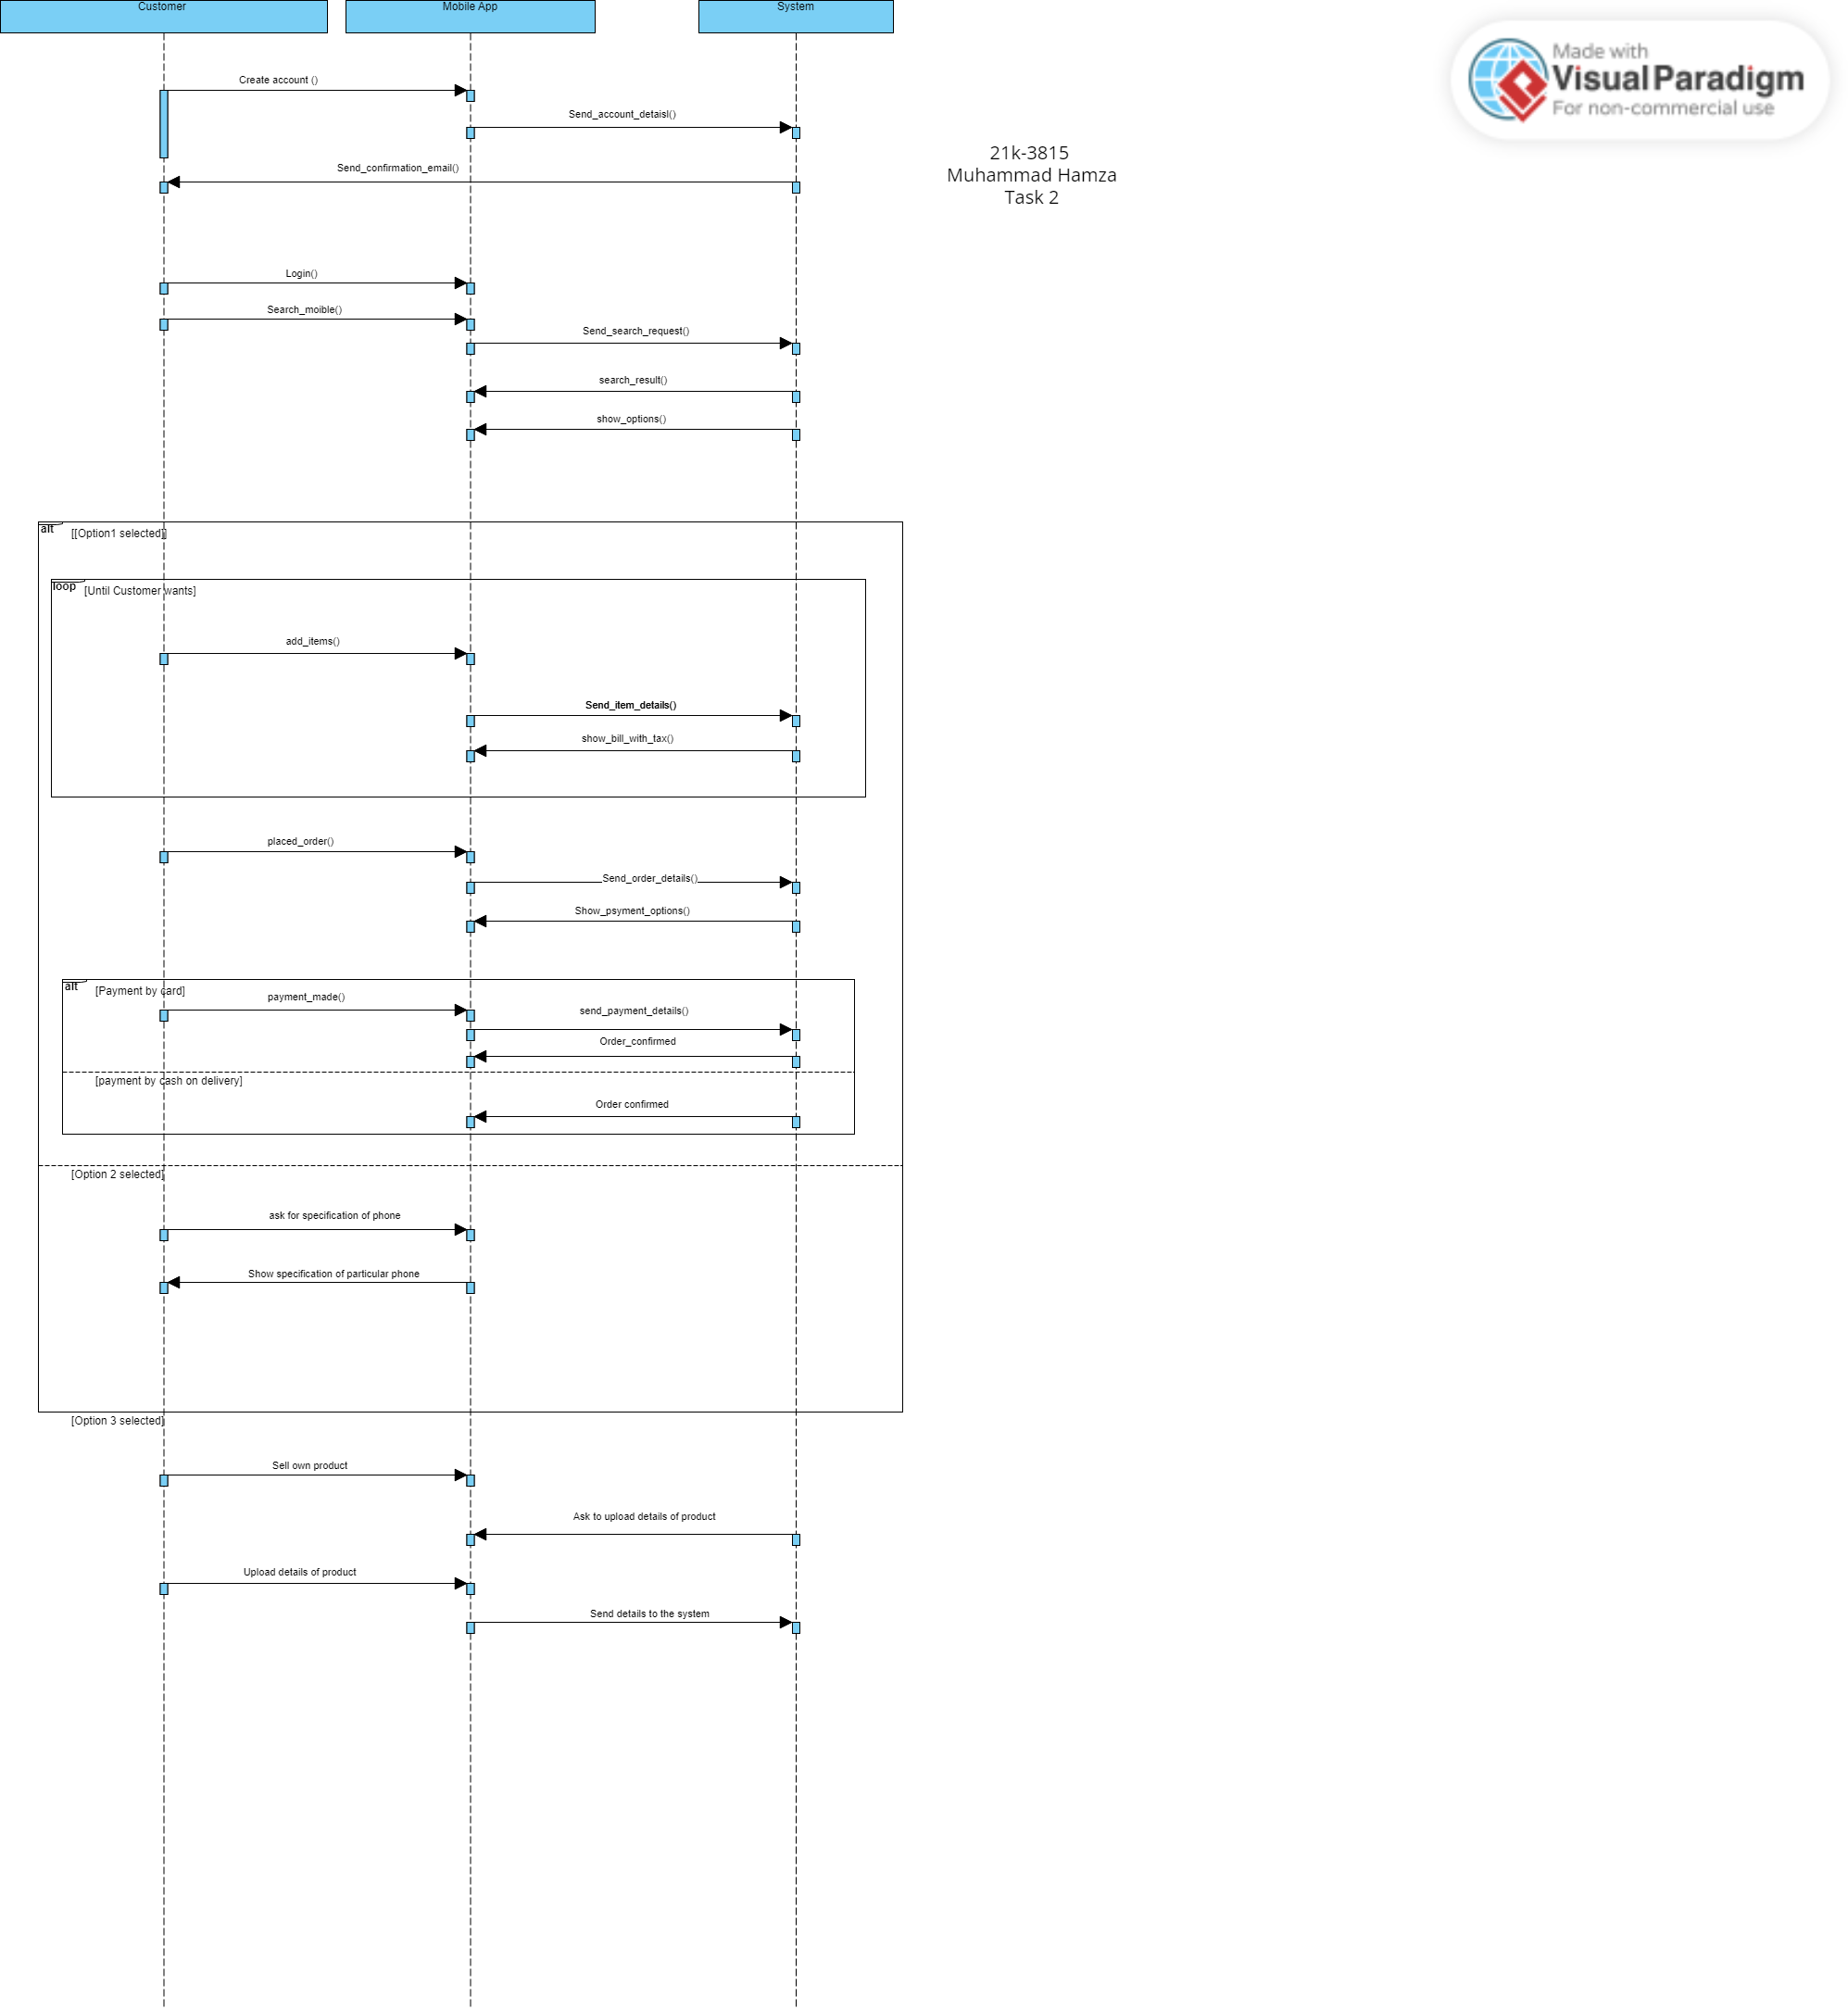 Customer
Mobile App
System
Made with
Visual Paradigm
For non-commercial use
Create account ()
Send_account_detaisl()
21k-3815
Muhammad Hamza
Task 2
Send_confirmation_email()
Login()
Search_moible()
Send_search_request()
search_result()
show_options()
alt
[[Option1 selected]]
loop
[Until Customer wants]
add_items()
Send_item_details()
show_bill_with_tax()
placed_order()
Send_order_details()
Show_psyment_options()
alt
[Payment by card]
payment_made()
send_payment_details()
Order_confirmed
[payment by cash on delivery]
Order confirmed
[Option 2 selected]
ask for specification of phone
Show specification of particular phone
[Option 3 selected]
Sell own product
Ask to upload details of product
Upload details of product
Send details to the system